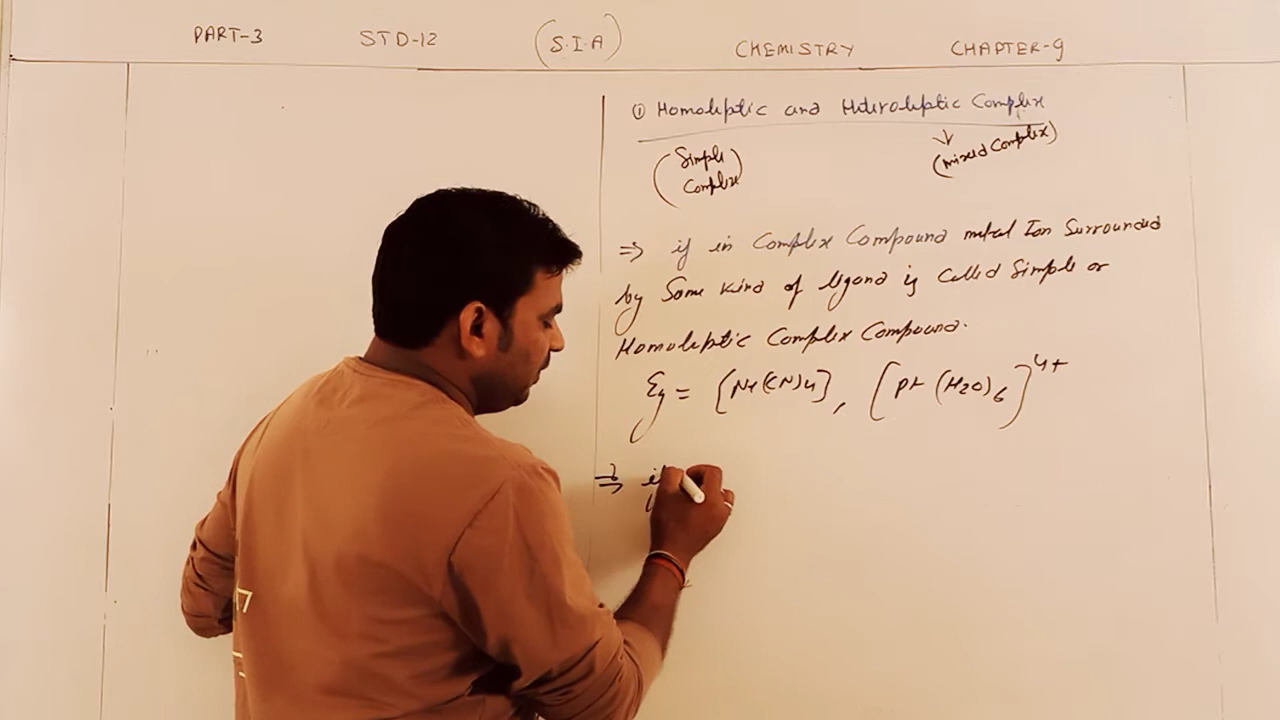 PART-3 STD-12 (S.I.A) CHEMISTRY CHAPTER-9
① Homoleptic and Heteroleptic Complex
(Simple Complex)
(mixed Complex)
⇒ if in Complex Compound metal Ion Surrounded
by Same kind of ligand is Called Simple or
Homoleptic Complex Compound.
Eg = [Ni(CN)4], [Pt (H2O)6]4+
⇒ if